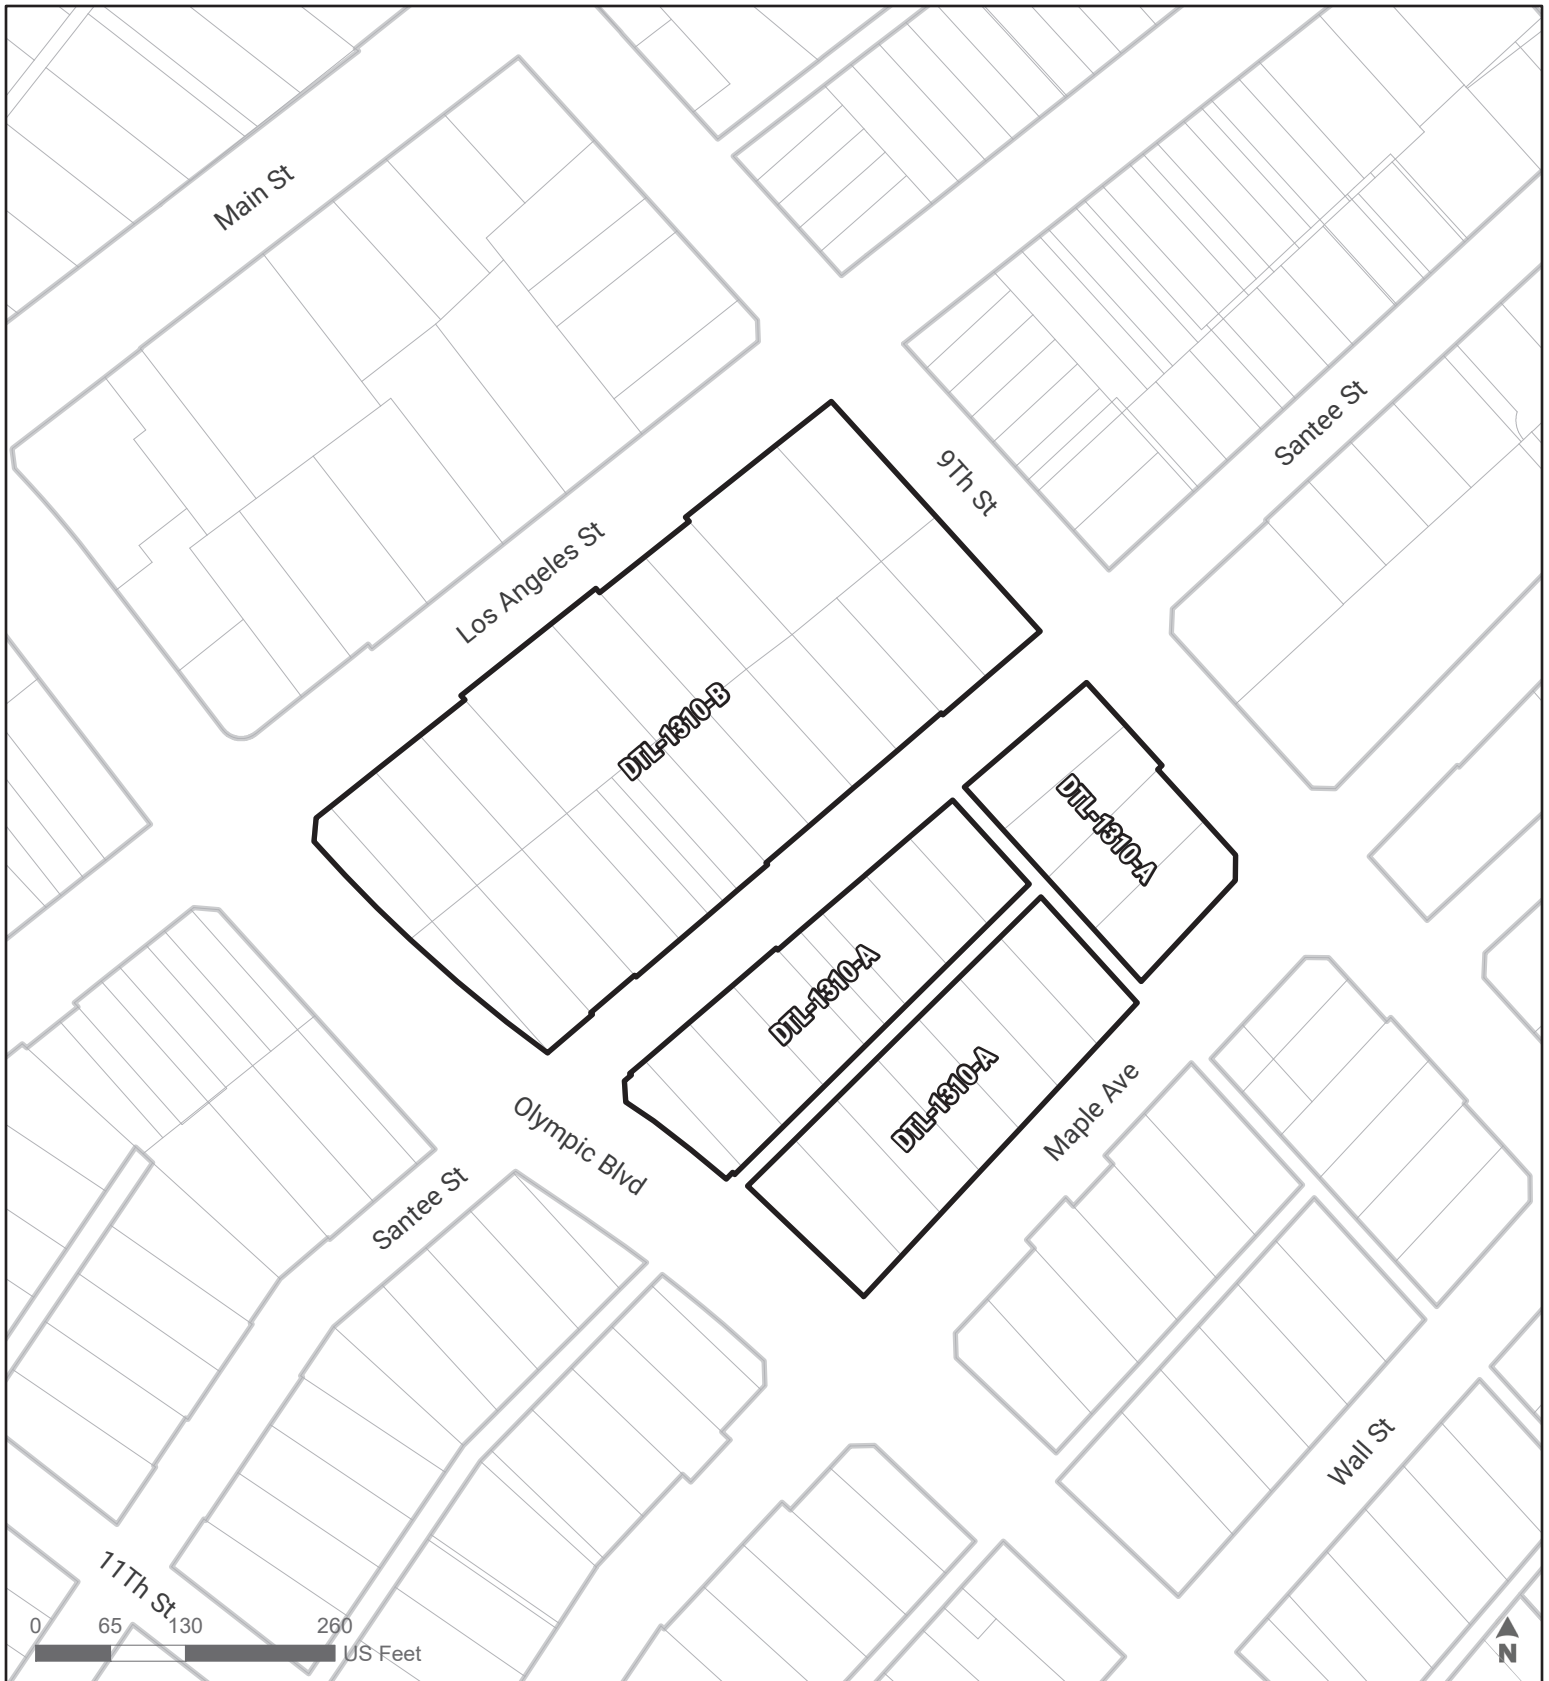 Main St
Santee St
9Th St
Los Angeles St
DTL-1310-B
DTL-1310-A
DTL-1310-A
DTL-1310-A
Maple Ave
Olympic Blvd
Santee St
Wall St
11Th St
0 65 130 260
US Feet
N